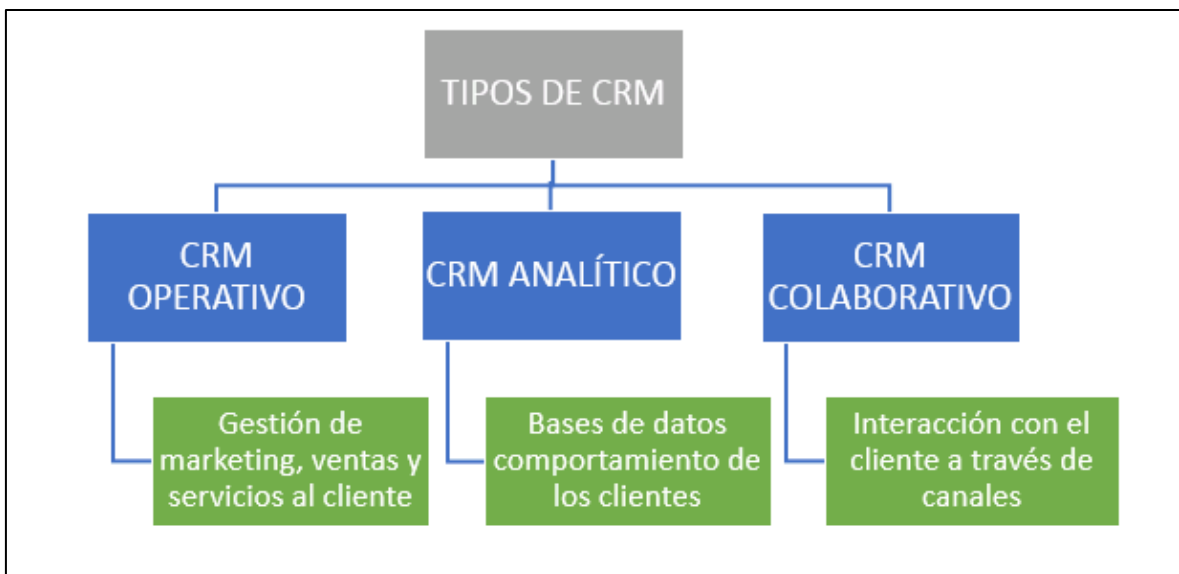 TIPOS DE CRM
CRM
OPERATIVO
CRM ANALÍTICO
CRM
COLABORATIVO
Gestión de
marketing, ventas y
servicios al cliente
Bases de datos
comportamiento de
los clientes
Interacción con el
cliente a través de
canales